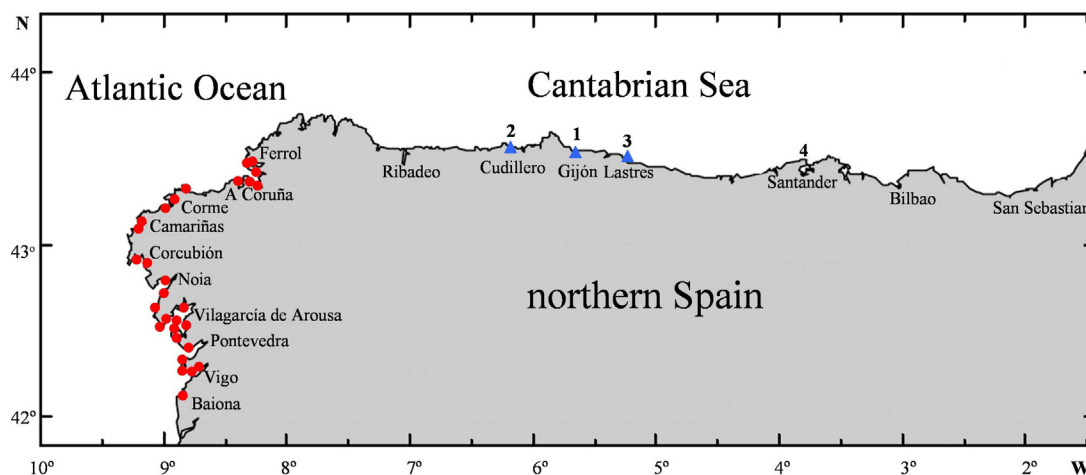 N
44º
Atlantic Ocean
Cantabrian Sea
2
1
3
4
Ferrol
Ribadeo
Cudillero
Gijón
Lastres
Santander
Bilbao
San Sebastian
A Coruña
Corme
Camariñas
43º
Corcubión
Noia
northern Spain
Vilagarcía de Arousa
Pontevedra
Vigo
Baiona
42º
10º
9º
8º
7º
6º
5º
4º
3º
2º
W